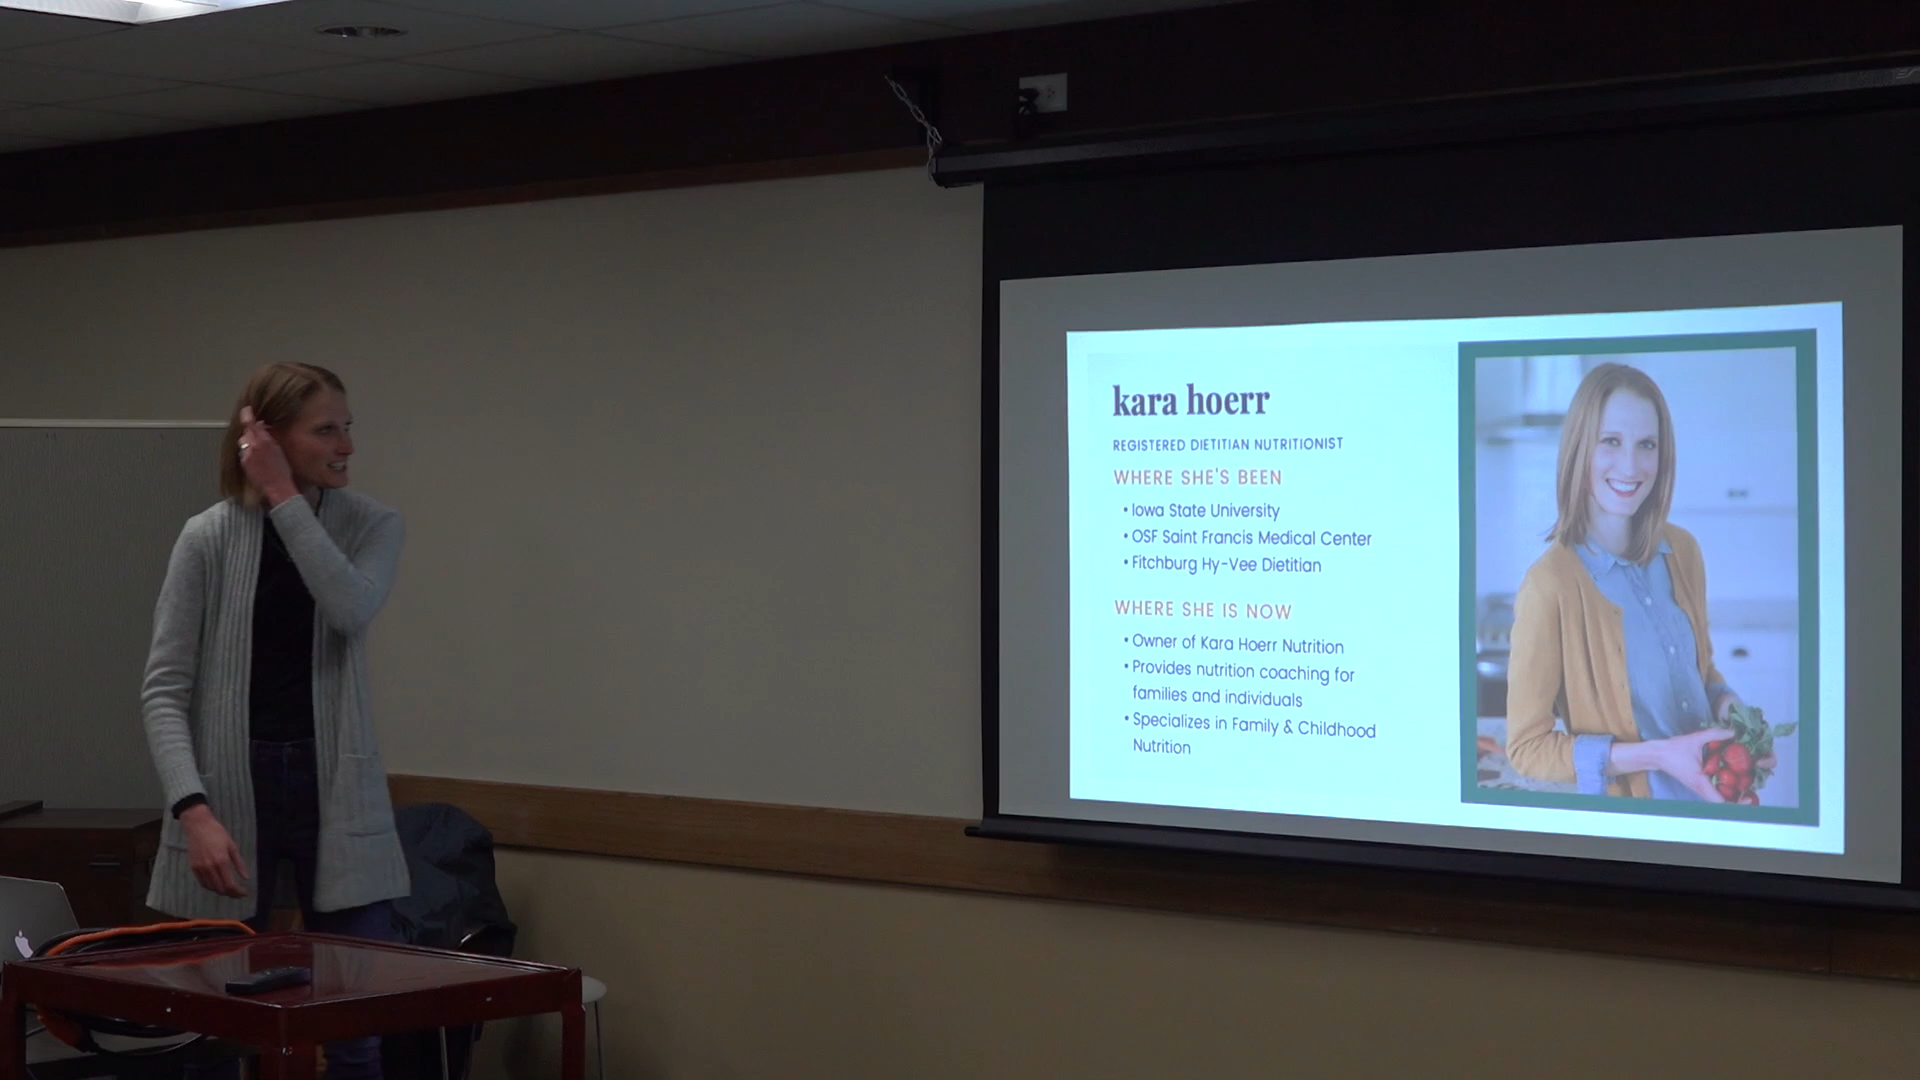 kara hoerr
REGISTERED DIETITIAN NUTRITIONIST
WHERE SHE'S BEEN
• Iowa State University
• OSF Saint Francis Medical Center
• Fitchburg Hy-Vee Dietitian
WHERE SHE IS NOW
• Owner of Kara Hoerr Nutrition
• Provides nutrition coaching for
families and individuals
• Specializes in Family & Childhood
Nutrition